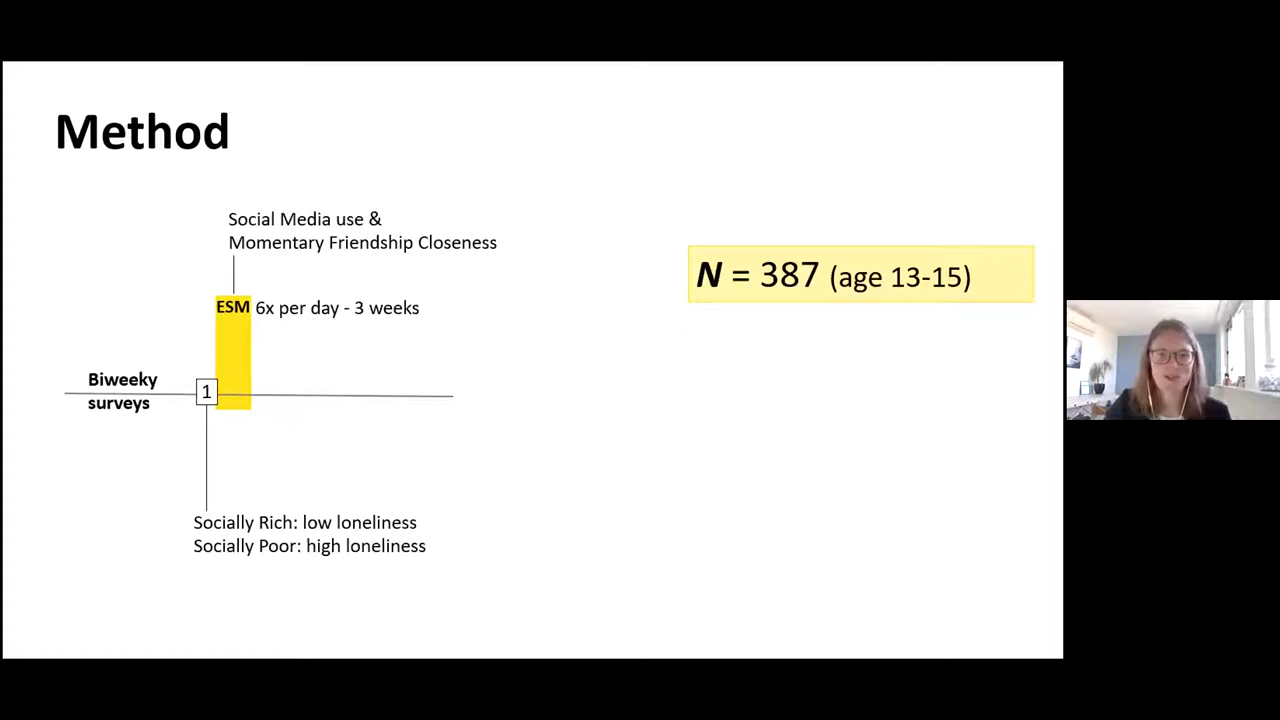 Method
Social Media use &
Momentary Friendship Closeness
N = 387 (age 13-15)
ESM 6x per day - 3 weeks
Biweeky
surveys
1
Socially Rich: low loneliness
Socially Poor: high loneliness